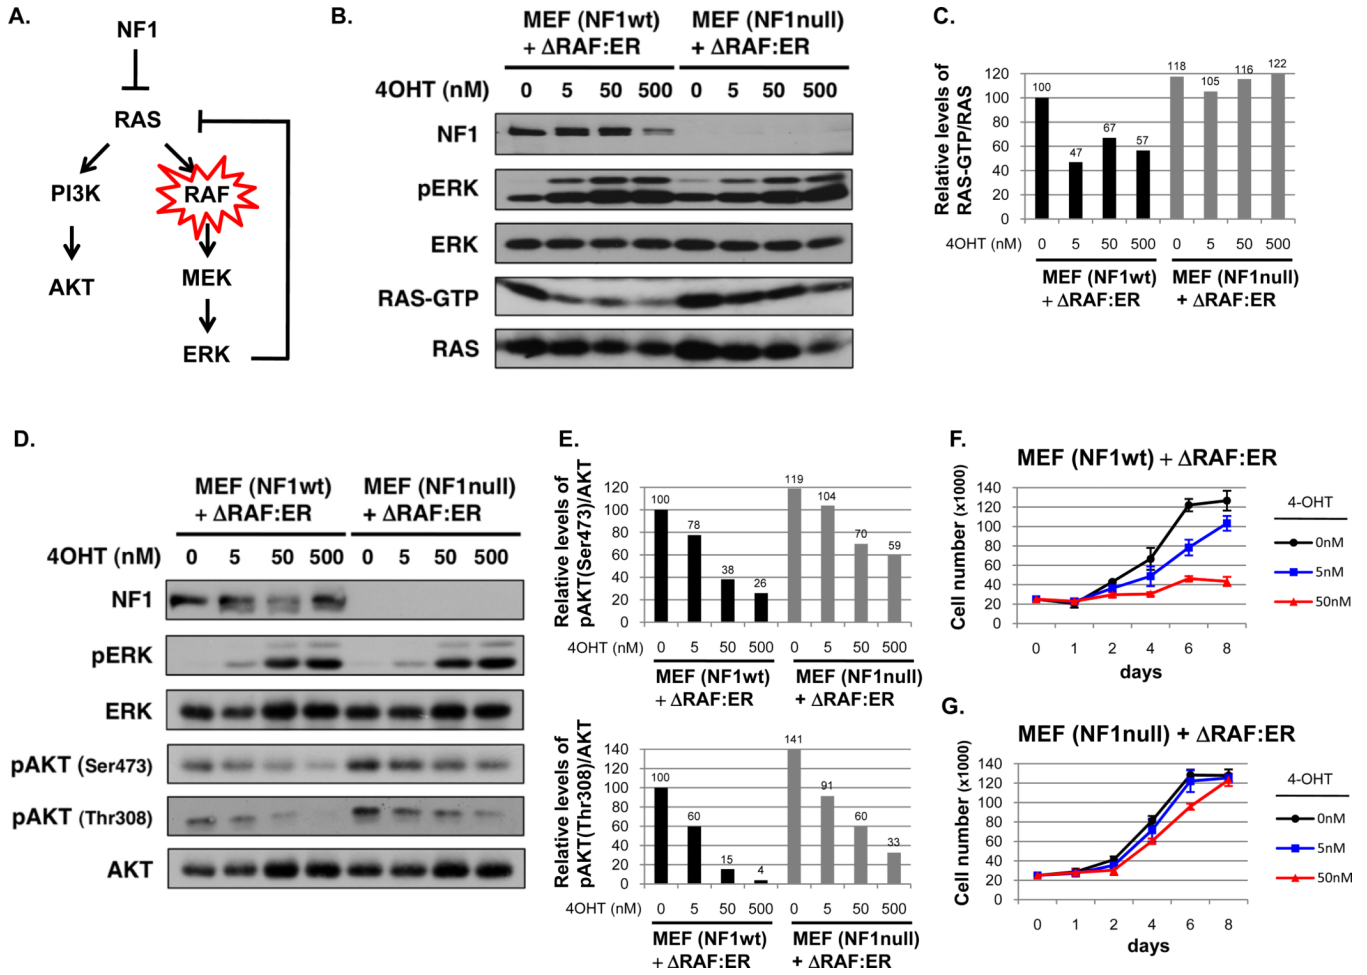 A.
NF1
RAS
PI3K
RAF
AKT
MEK
ERK
B.
MEF (NF1wt) MEF (NF1null)
+ ΔRAF:ER + ΔRAF:ER
4OHT (nM) 0 5 50 500 0 5 50 500
NF1
pERK
ERK
RAS-GTP
RAS
C.
Relative levels of
RAS-GTP/RAS
120
100
80
60
40
20
0
100 47 67 57 118 105 116 122
4OHT (nM) 0 5 50 500 0 5 50 500
MEF (NF1wt) MEF (NF1null)
+ ΔRAF:ER + ΔRAF:ER
D.
MEF (NF1wt) MEF (NF1null)
+ ΔRAF:ER + ΔRAF:ER
4OHT (nM) 0 5 50 500 0 5 50 500
NF1
pERK
ERK
pAKT (Ser473)
pAKT (Thr308)
AKT
E.
Relative levels of
pAKT(Ser473)/AKT
120
100
80
60
40
20
0
100 78 38 26 119 104 70 59
4OHT (nM) 0 5 50 500 0 5 50 500
MEF (NF1wt) MEF (NF1null)
+ ΔRAF:ER + ΔRAF:ER
Relative levels of
pAKT(Thr308)/AKT
140
120
100
80
60
40
20
0
100 60 15 4 141 91 60 33
4OHT (nM) 0 5 50 500 0 5 50 500
MEF (NF1wt) MEF (NF1null)
+ ΔRAF:ER + ΔRAF:ER
F.
MEF (NF1wt) + ΔRAF:ER
Cell number (x1000)
140
120
100
80
60
40
20
0
0 1 2 4 6 8
days
4-OHT
0nM
5nM
50nM
G.
MEF (NF1null) + ΔRAF:ER
Cell number (x1000)
140
120
100
80
60
40
20
0
0 1 2 4 6 8
days
4-OHT
0nM
5nM
50nM